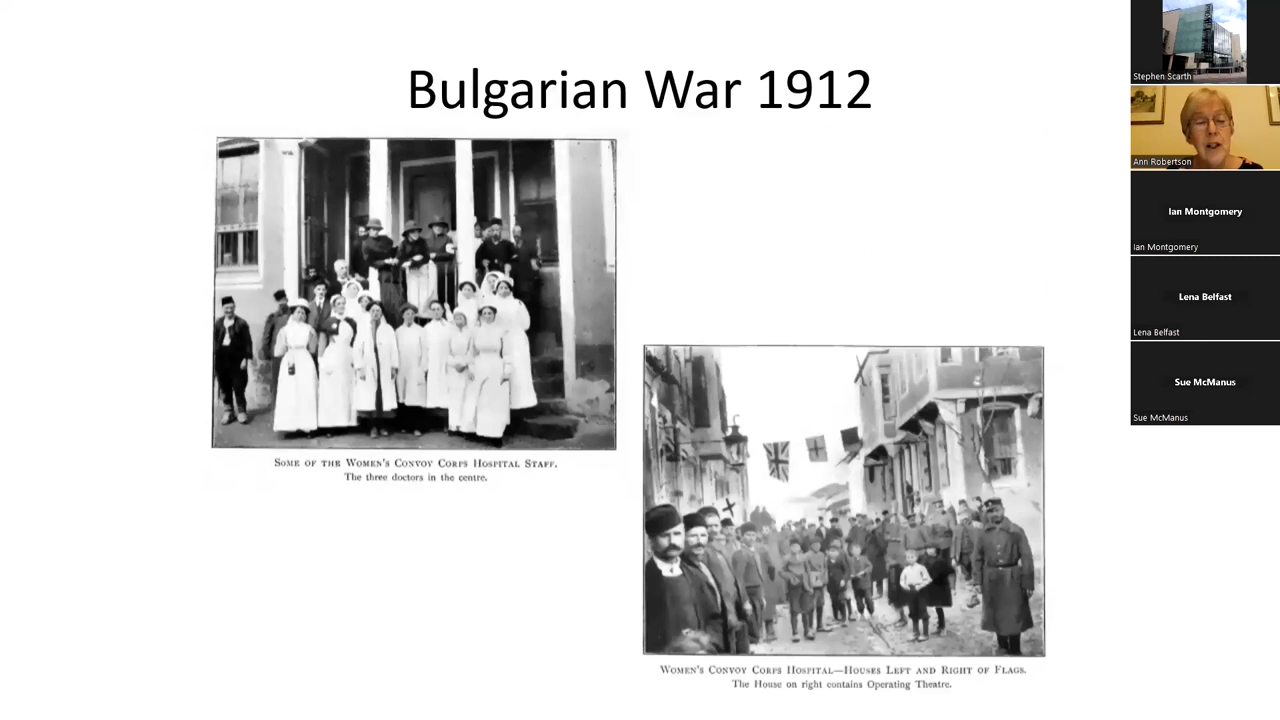 Bulgarian War 1912
Some of the Women's Convoy Corps Hospital Staff.
The three doctors in the centre.
Women's Convoy Corps Hospital—Houses Left and Right of Flags.
The House on right contains Operating Theatre.
Stephen Scarth
Ann Robertson
Ian Montgomery
Ian Montgomery
Lena Belfast
Lena Belfast
Sue McManus
Sue McManus